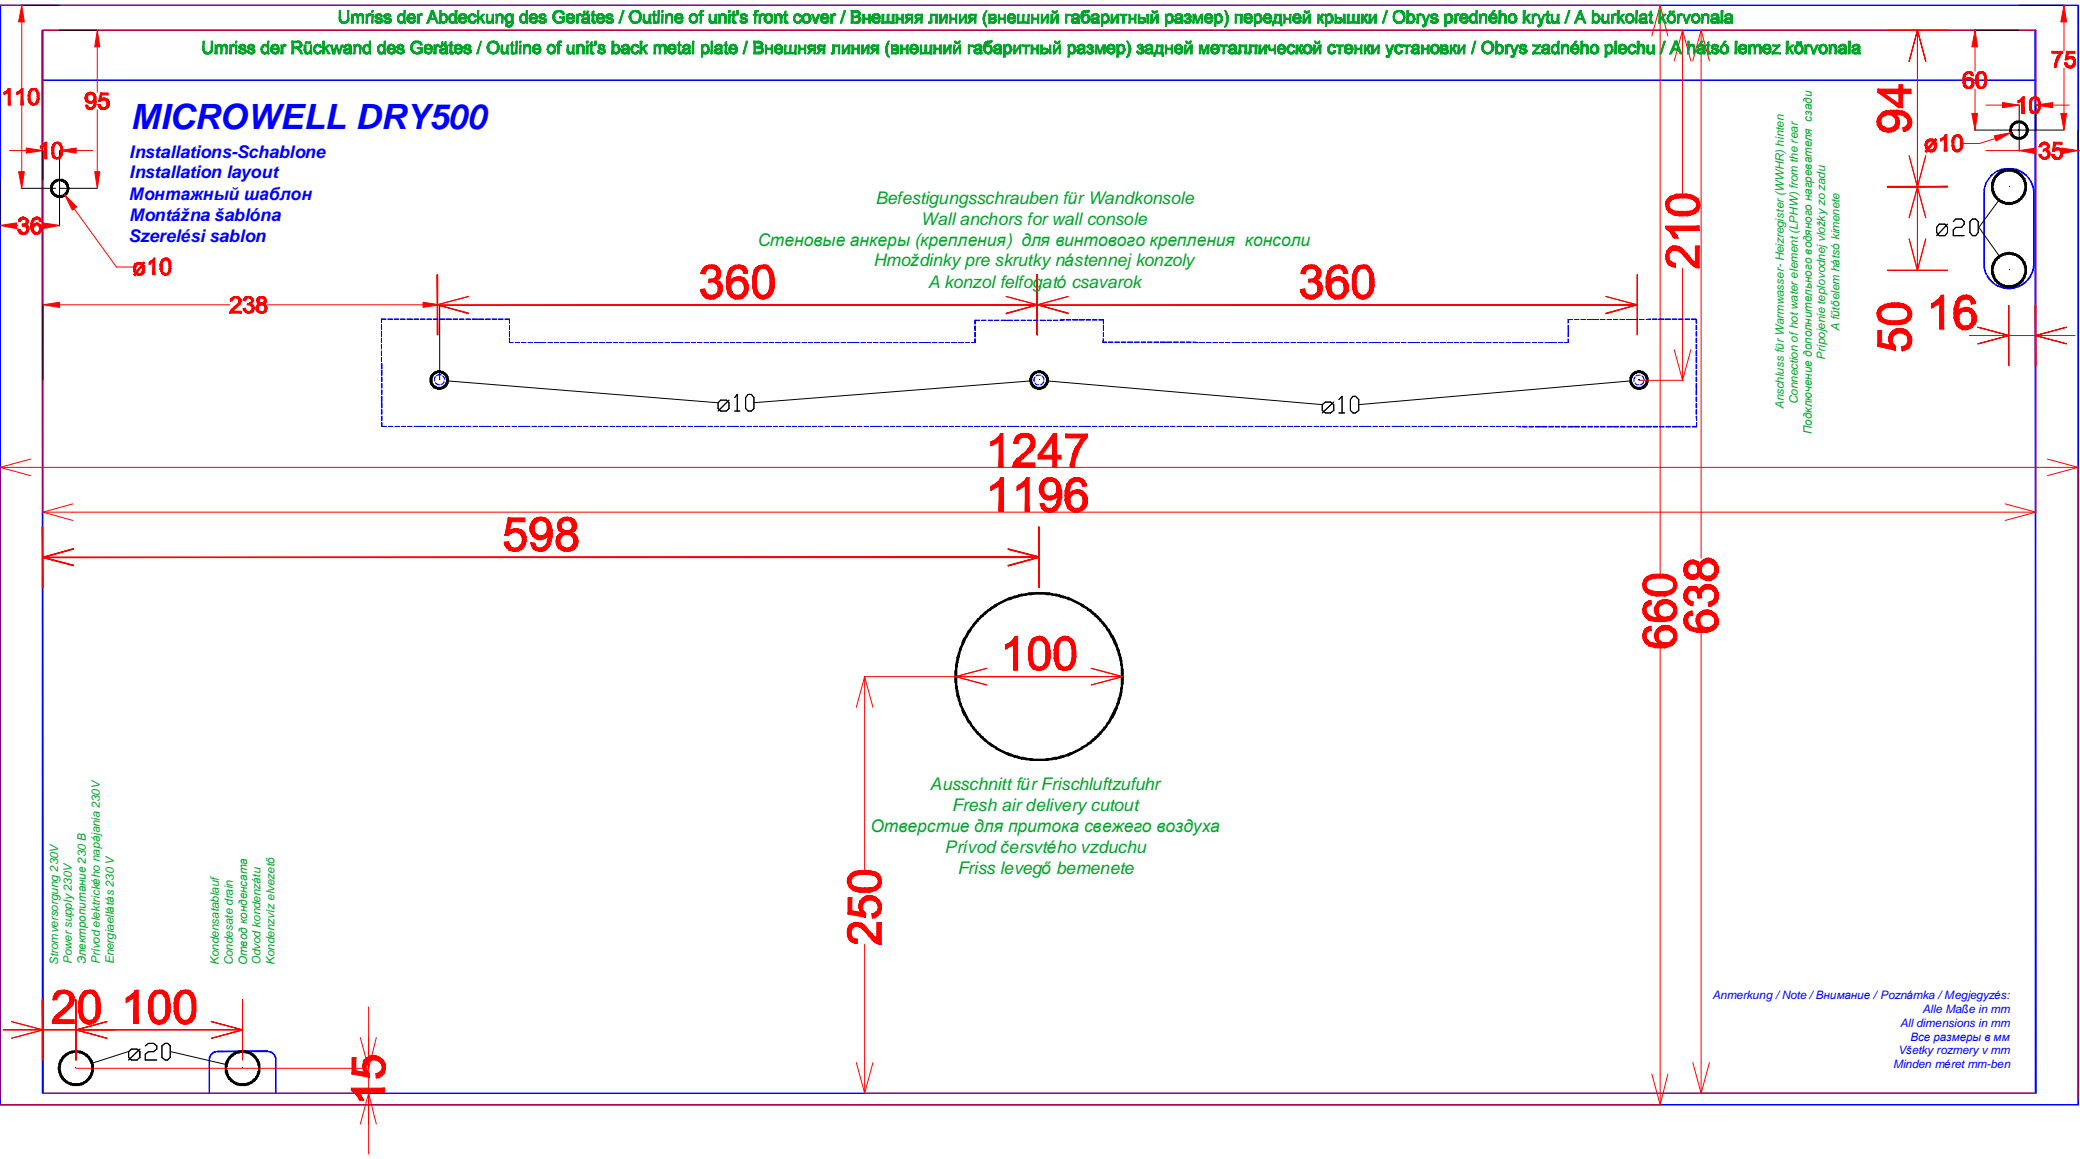 Umriss der Abdeckung des Gerätes / Outline of unit's front cover / Внешняя линия (внешний габаритный размер) передней крышки / Obrys predného krytu / A burkolat körvonala
Umriss der Rückwand des Gerätes / Outline of unit's back metal plate / Внешняя линия (внешний габаритный размер) задней металлической стенки установки / Obrys zadného plechu / A hátsó lemez körvonala
110
95
MICROWELL DRY500
Installations-Schablone
Installation layout
Монтажный шаблон
Montážna šablóna
Szerelési sablon
10
36
ø10
238
Befestigungsschrauben für Wandkonsole
Wall anchors for wall console
Стеновые анкеры (крепления) для винтового крепления консоли
Hmoždinky pre skrutky nástennej konzoly
A konzol felfogató csavarok
360
360
210
ø10
ø10
Anschluss für Warmwasser- Heizregister (WWHR) hinten
Connection of hot water element (LPHW) from the rear
Подключение дополнительного водяного нагревателя сзади
Pripojenie teplovodnej vložky zo zadu
A fűtőelem hátsó kimenete
94
60
75
10
ø10
35
ø20
50
16
1247
1196
598
660
638
100
250
Ausschnitt für Frischluftzufuhr
Fresh air delivery cutout
Отверстие для притока свежего воздуха
Prívod čersvtého vzduchu
Friss levegő bemenete
Stromversorgung 230V
Power supply 230V
Электропитание 230 В
Prívod elektrického napájania 230V
Energiaellátás 230 V
Kondensatablauf
Condesate drain
Отвод конденсата
Odvod kondenzátu
Kondenzvíz elvezető
20
100
ø20
15
Anmerkung / Note / Внимание / Poznámka / Megjegyzés:
Alle Maße in mm
All dimensions in mm
Все размеры в мм
Všetky rozmery v mm
Minden méret mm-ben